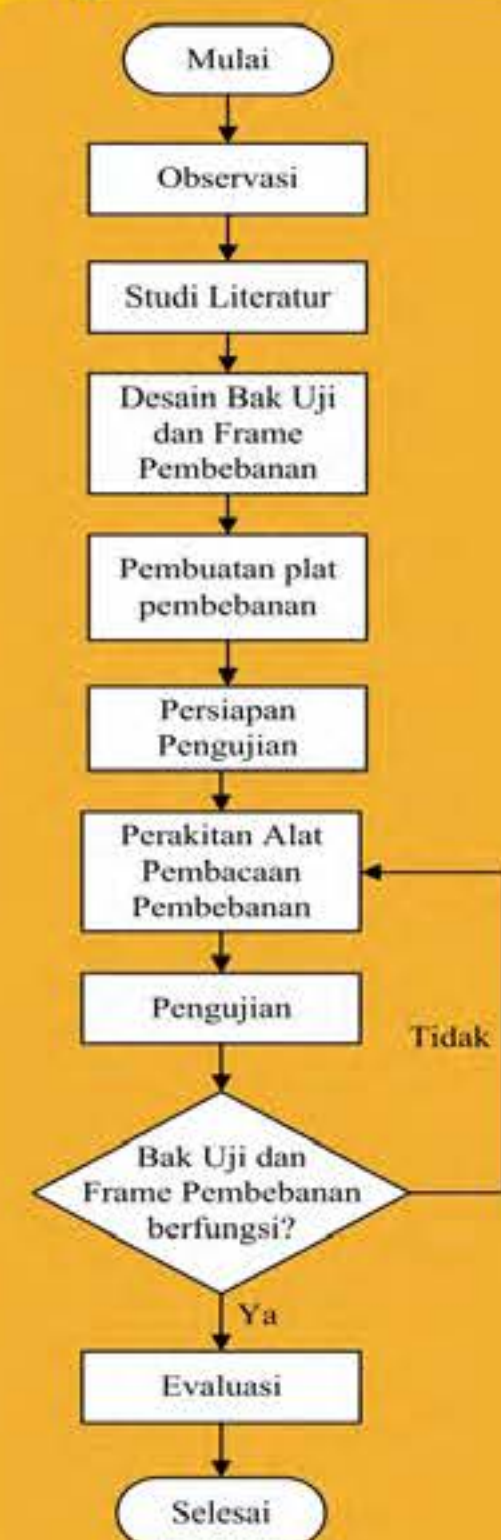 Mulai
Observasi
Studi Literatur
Desain Bak Uji
dan Frame
Pembebanan
Pembuatan plat
pembebanan
Persiapan
Pengujian
Perakitan Alat
Pembacaan
Pembebanan
Pengujian
Tidak
Bak Uji dan
Frame Pembebanan
berfungsi?
Ya
Evaluasi
Selesai